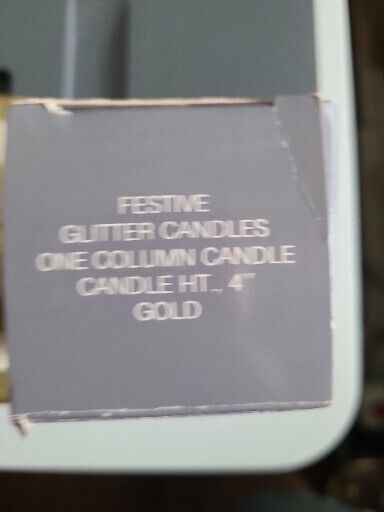 FESTIVE
GLITTER CANDLES
ONE COLUMN CANDLE
CANDLE HT., 4"
GOLD